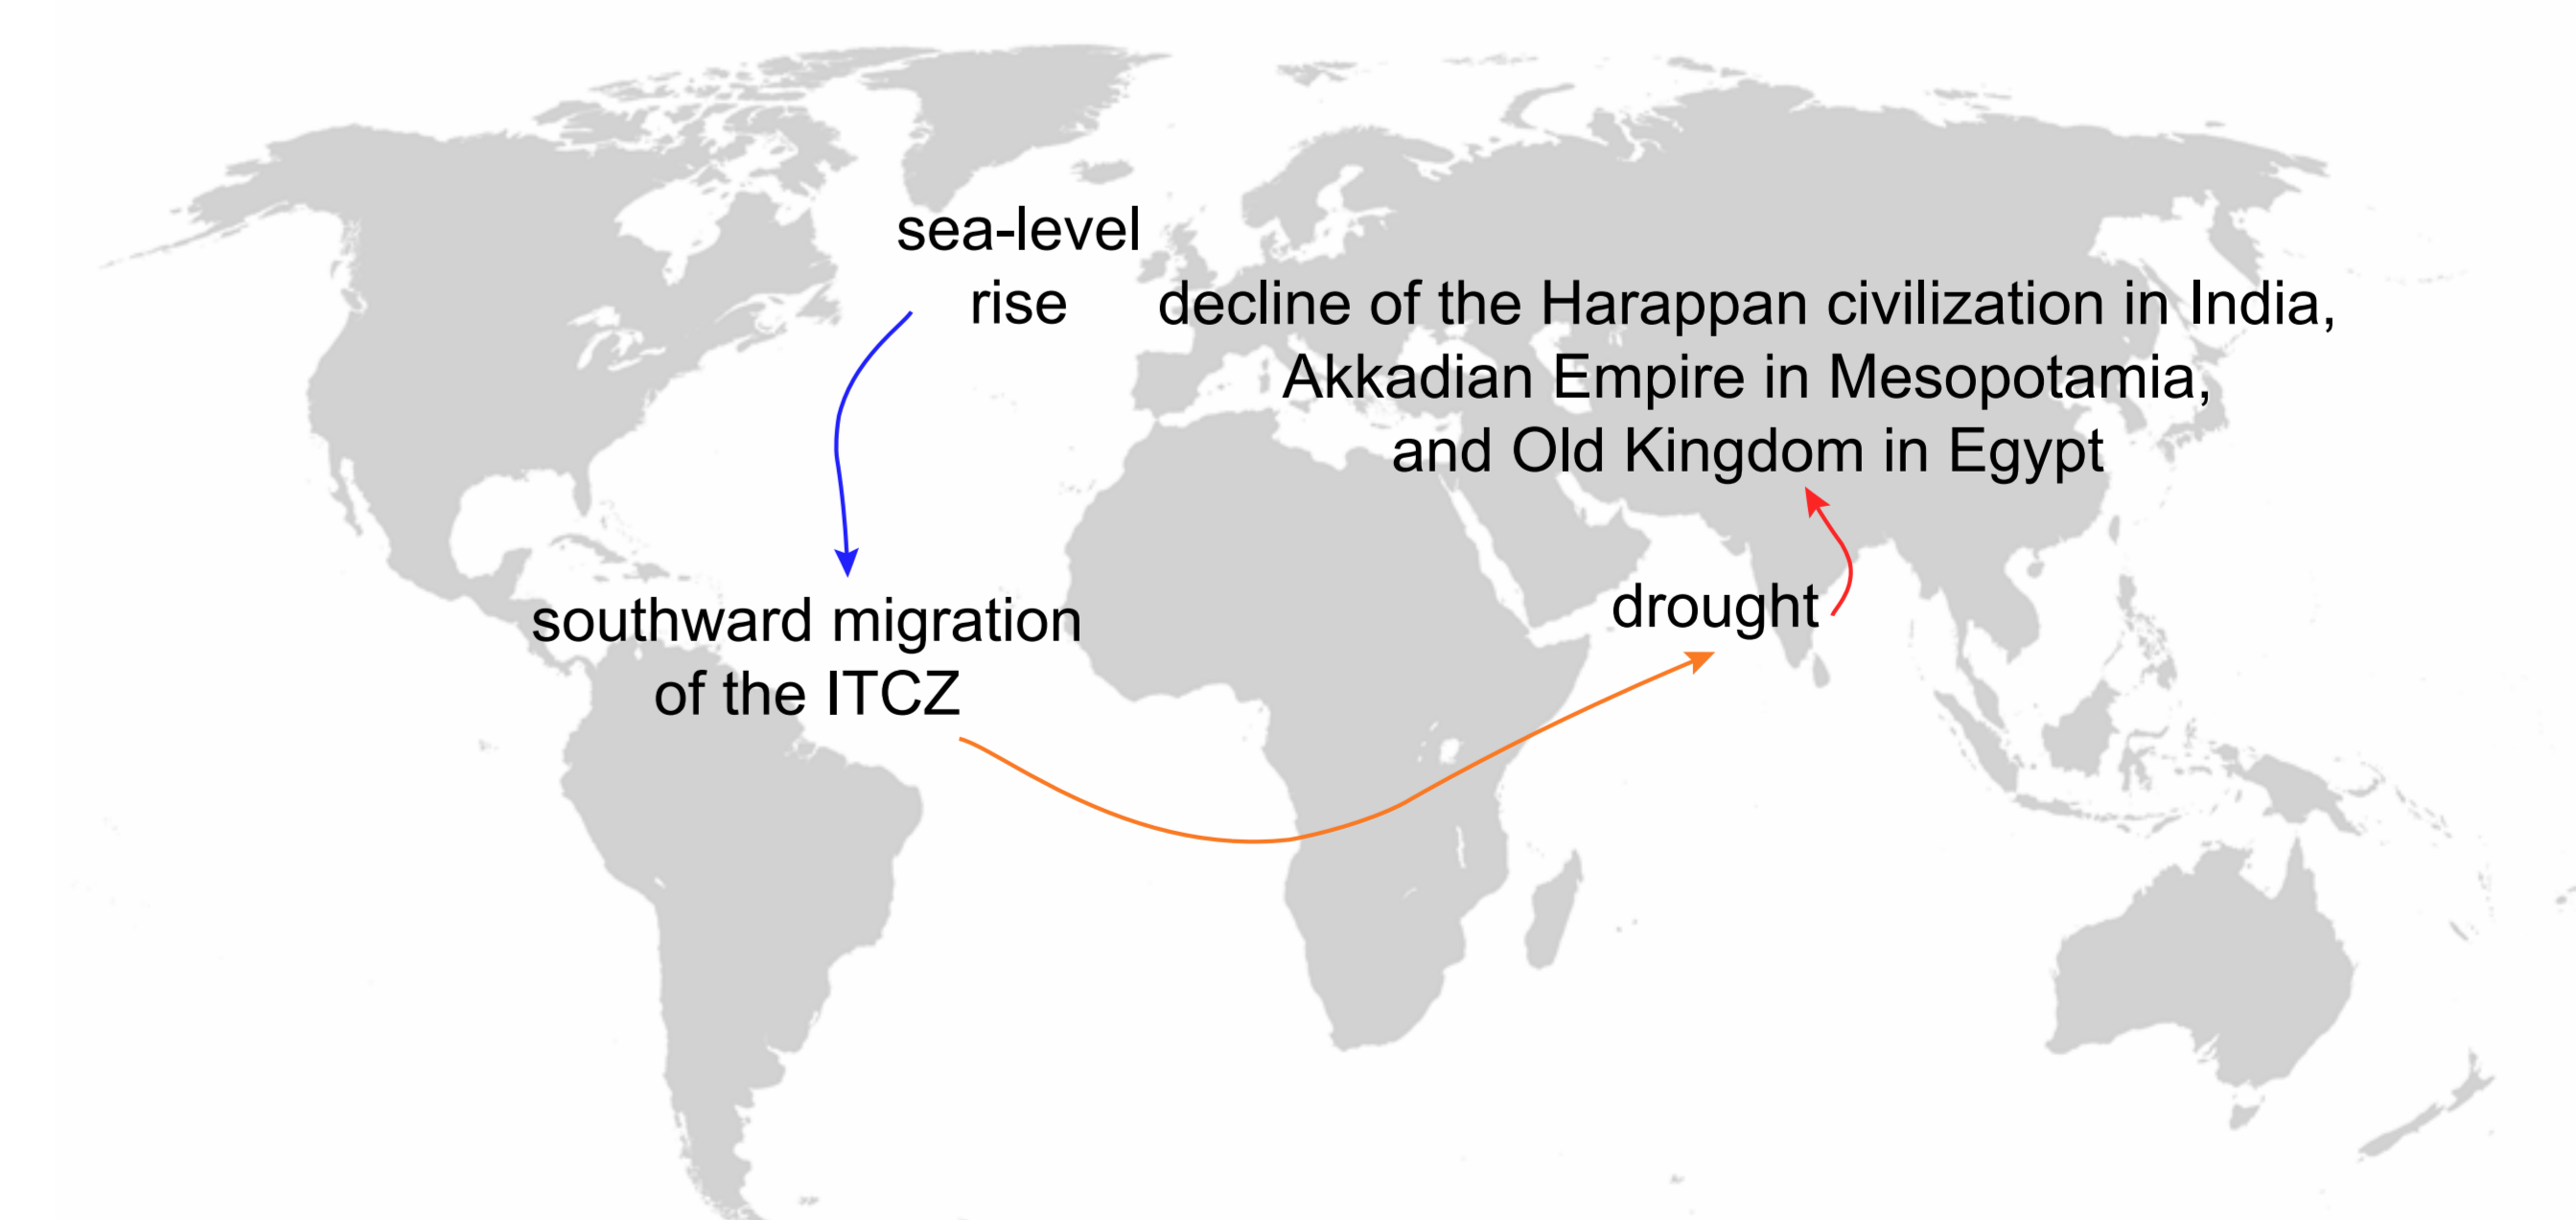 sea-level
rise
decline of the Harappan civilization in India,
Akkadian Empire in Mesopotamia,
and Old Kingdom in Egypt
southward migration
of the ITCZ
drought